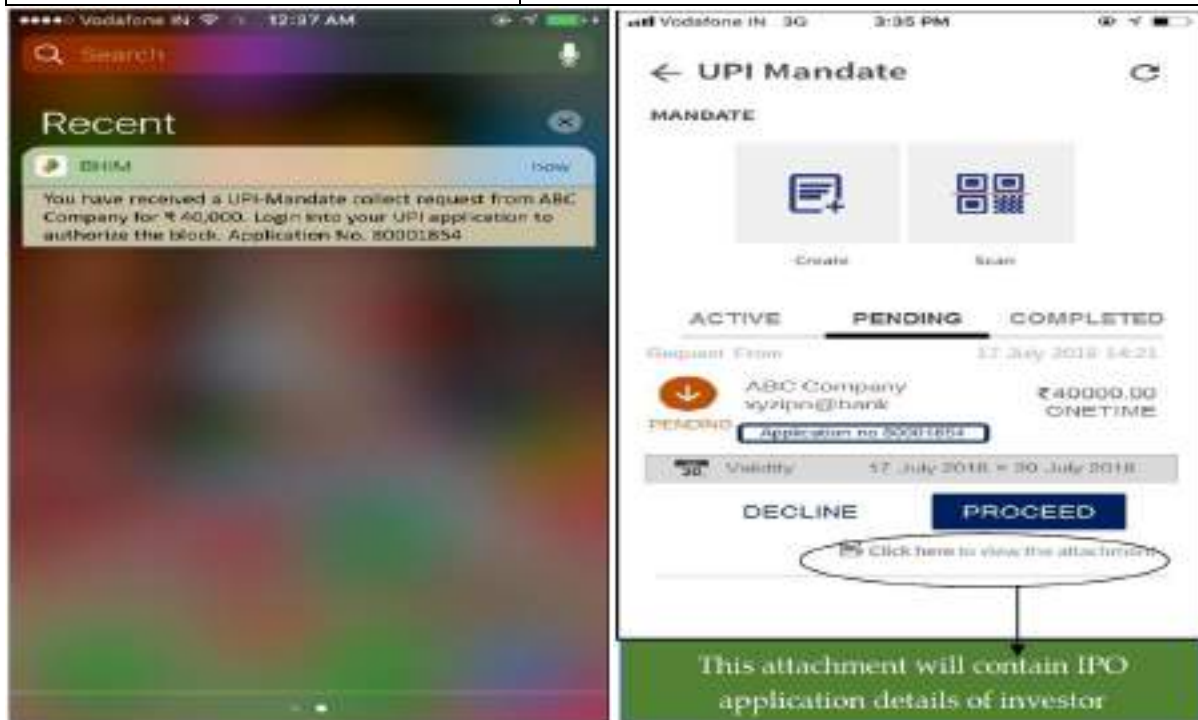 Vodafone IN 12:37 AM
Search
Recent
BHIM now
You have received a UPI-Mandate collect request from ABC
Company for ₹ 40,000. Login into your UPI application to
authorize the block. Application No. 80001854
Vodafone IN 3G 3:35 PM
← UPI Mandate
MANDATE
Create Scan
ACTIVE PENDING COMPLETED
Request From 17 July 2018 14:21
ABC Company ₹40000.00
xyzipo@bank ONETIME
PENDING Application no 80001854
30 Validity 17 July 2018 - 20 July 2018
DECLINE PROCEED
Click here to view the attachment
This attachment will contain IPO
application details of investor